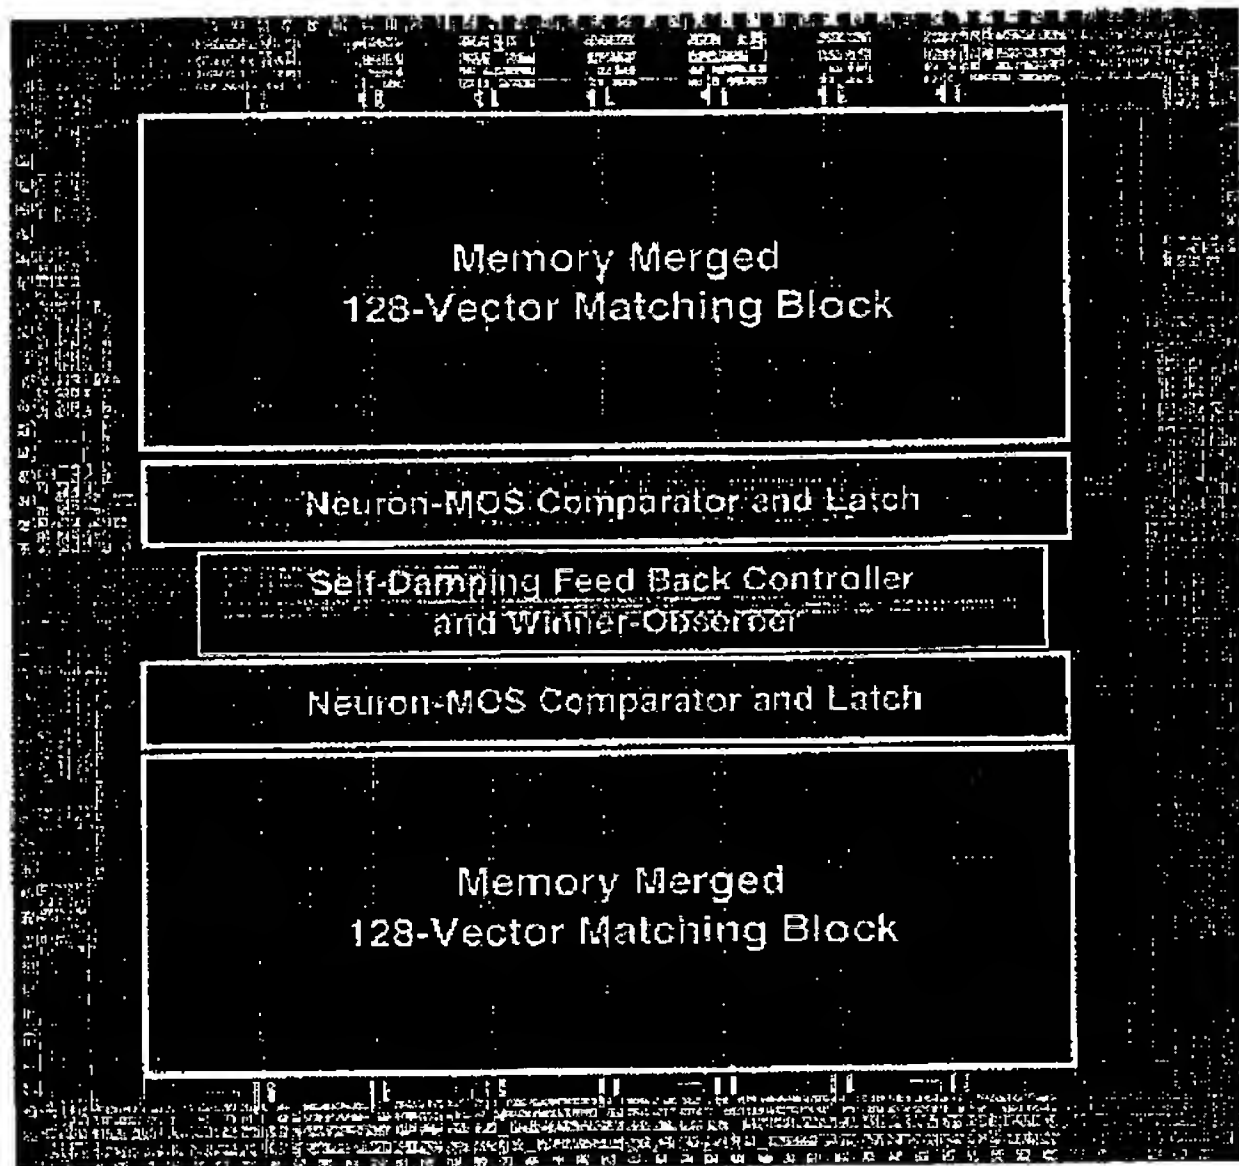 Memory Merged
128-Vector Matching Block
Neuron-MOS Comparator and Latch
Self-Damping Feed Back Controller
and Winner-Observer
Neuron-MOS Comparator and Latch
Memory Merged
128-Vector Matching Block